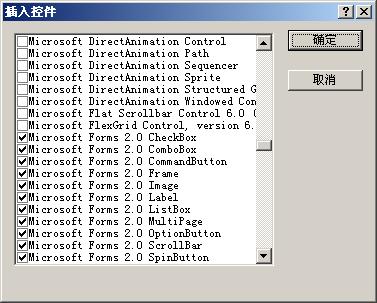 插入控件
Microsoft DirectAnimation Control
Microsoft DirectAnimation Path
Microsoft DirectAnimation Sequencer
Microsoft DirectAnimation Sprite
Microsoft DirectAnimation Structured G
Microsoft DirectAnimation Windowed Con
Microsoft Flat Scrollbar Control 6.0 (
Microsoft FlexGrid Control, version 6.
Microsoft Forms 2.0 CheckBox
Microsoft Forms 2.0 ComboBox
Microsoft Forms 2.0 CommandButton
Microsoft Forms 2.0 Frame
Microsoft Forms 2.0 Image
Microsoft Forms 2.0 Label
Microsoft Forms 2.0 ListBox
Microsoft Forms 2.0 MultiPage
Microsoft Forms 2.0 OptionButton
Microsoft Forms 2.0 ScrollBar
Microsoft Forms 2.0 SpinButton
确定
取消